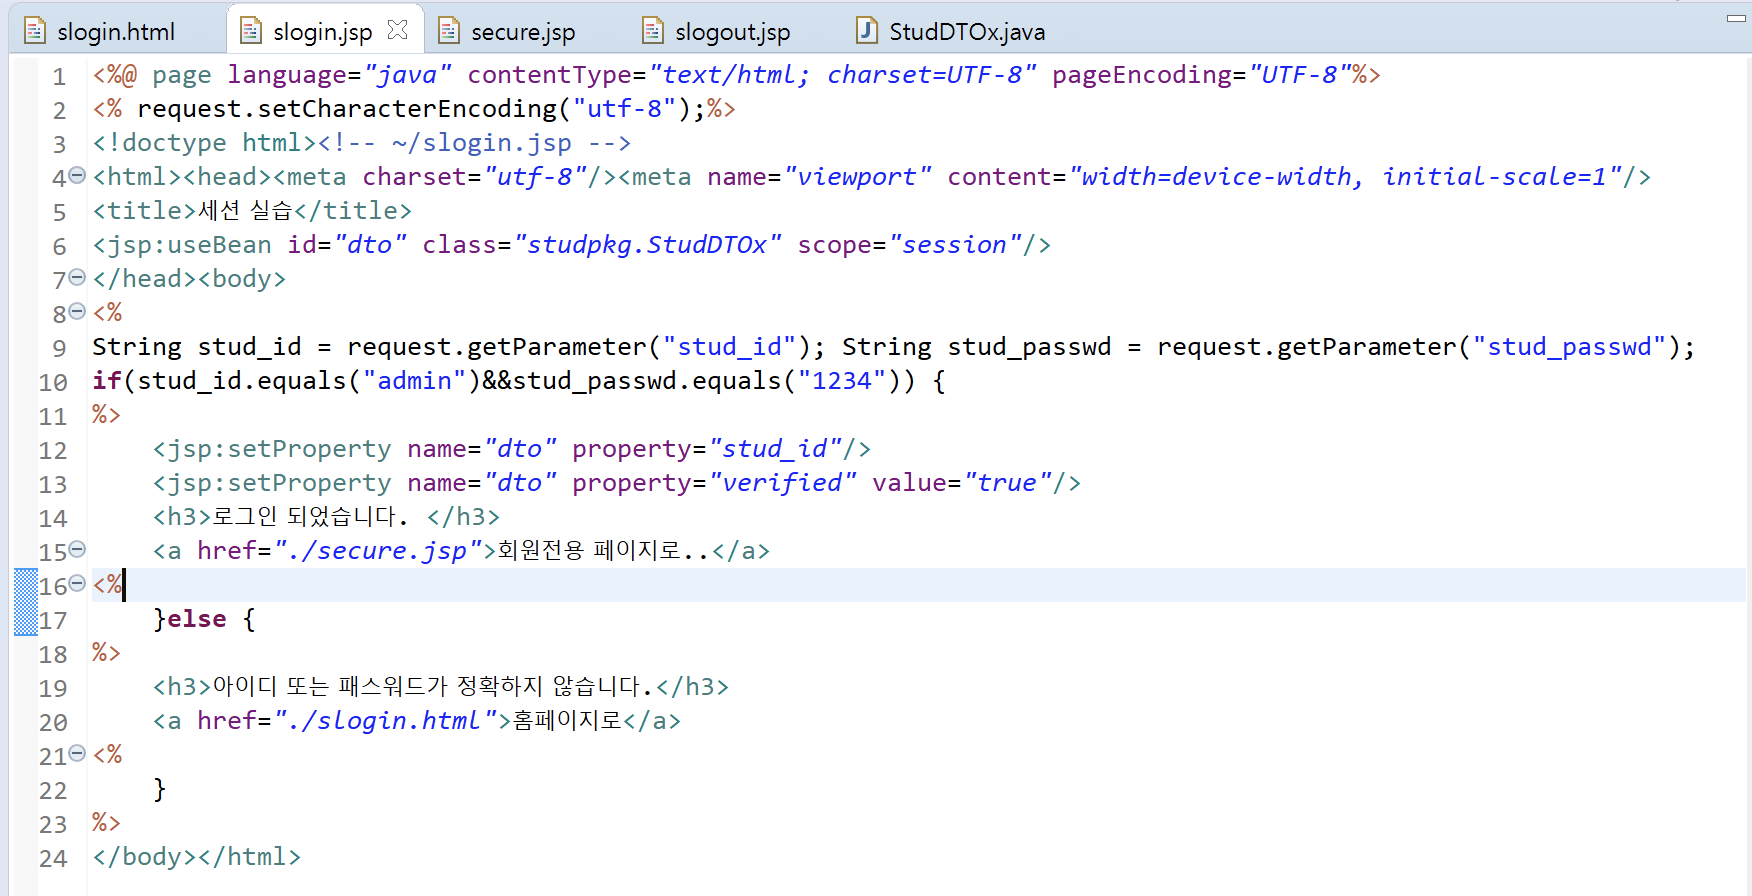 slogin.html slogin.jsp secure.jsp slogout.jsp StudDTOx.java
1 <%@ page language="java" contentType="text/html; charset=UTF-8" pageEncoding="UTF-8"%>
2 <% request.setCharacterEncoding("utf-8");%>
3 <!doctype html><!-- ~/slogin.jsp -->
4 <html><head><meta charset="utf-8"/><meta name="viewport" content="width=device-width, initial-scale=1"/>
5 <title>세션 실습</title>
6 <jsp:useBean id="dto" class="studpkg.StudDTOx" scope="session"/>
7 </head><body>
8 <%
9 String stud_id = request.getParameter("stud_id"); String stud_passwd = request.getParameter("stud_passwd");
10 if(stud_id.equals("admin")&&stud_passwd.equals("1234")) {
11 %>
12 <jsp:setProperty name="dto" property="stud_id"/>
13 <jsp:setProperty name="dto" property="verified" value="true"/>
14 <h3>로그인 되었습니다. </h3>
15 <a href="./secure.jsp">회원전용 페이지로..</a>
16 <%
17 }else {
18 %>
19 <h3>아이디 또는 패스워드가 정확하지 않습니다.</h3>
20 <a href="./slogin.html">홈페이지로</a>
21 <%
22 }
23 %>
24 </body></html>